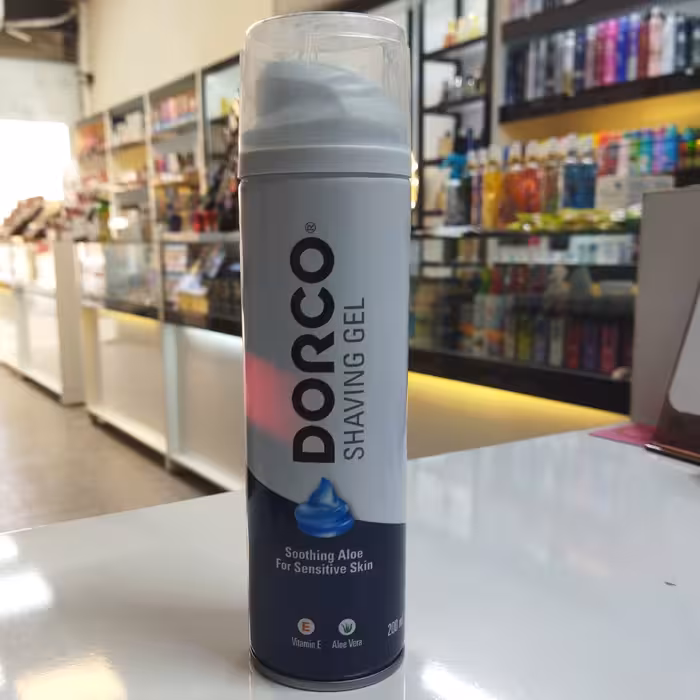 DORCO®
SHAVING GEL
Soothing Aloe
For Sensitive Skin
E
Vitamin E
Aloe Vera
200 ml